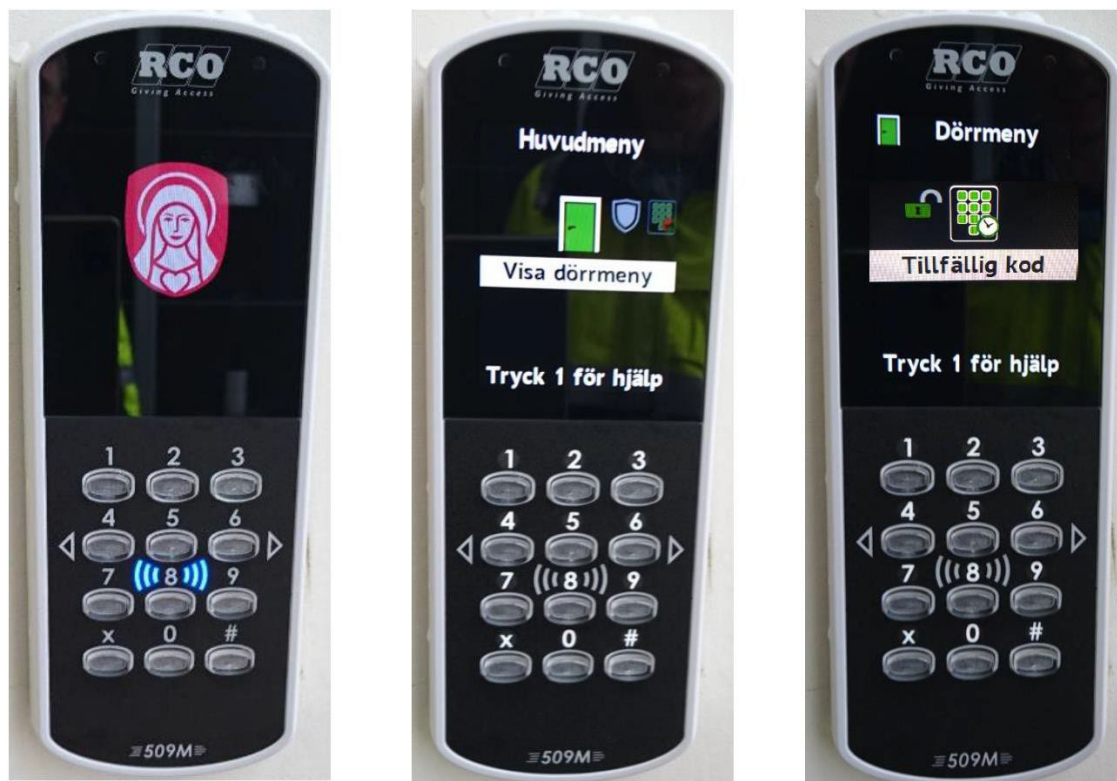 RCO
Giving Access
1 2 3
4 5 6
7 8 9
x 0 #
509M
RCO
Giving Access
Huvudmeny
Visa dörrmeny
Tryck 1 för hjälp
1 2 3
4 5 6
7 8 9
x 0 #
509M
RCO
Giving Access
Dörrmeny
Tillfällig kod
Tryck 1 för hjälp
1 2 3
4 5 6
7 8 9
x 0 #
509M